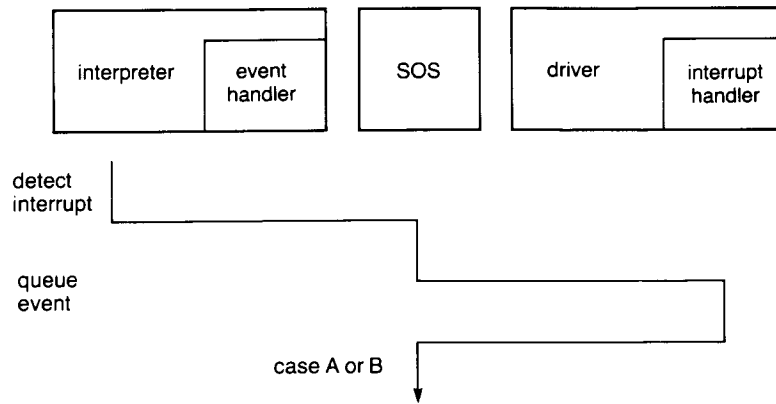 interpreter
event
handler
SOS
driver
interrupt
handler
detect
interrupt
queue
event
case A or B